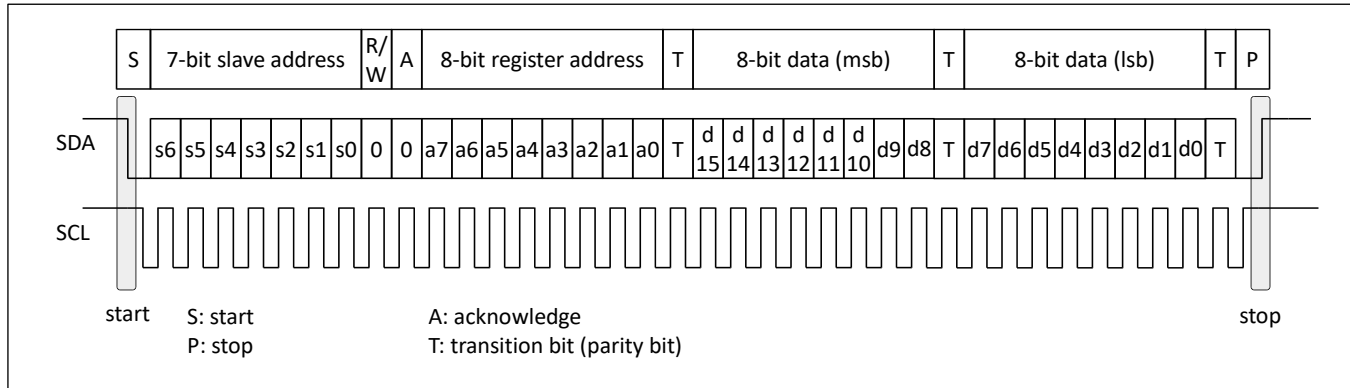 S 7-bit slave address R/W A 8-bit register address T 8-bit data (msb) T 8-bit data (lsb) T P
SDA s6 s5 s4 s3 s2 s1 s0 0 0 a7 a6 a5 a4 a3 a2 a1 a0 T d15 d14 d13 d12 d11 d10 d9 d8 T d7 d6 d5 d4 d3 d2 d1 d0 T
SCL
start stop
S: start A: acknowledge
P: stop T: transition bit (parity bit)